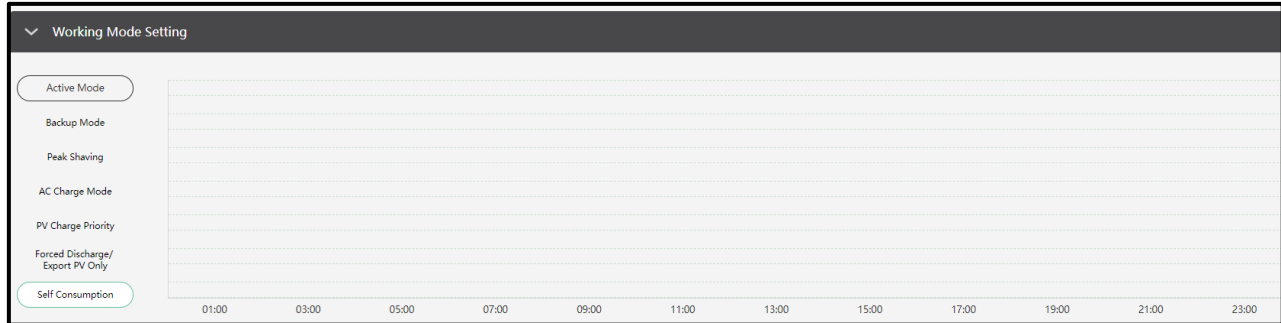 Working Mode Setting
Active Mode
Backup Mode
Peak Shaving
AC Charge Mode
PV Charge Priority
Forced Discharge/
Export PV Only
Self Consumption
01:00 03:00 05:00 07:00 09:00 11:00 13:00 15:00 17:00 19:00 21:00 23:00